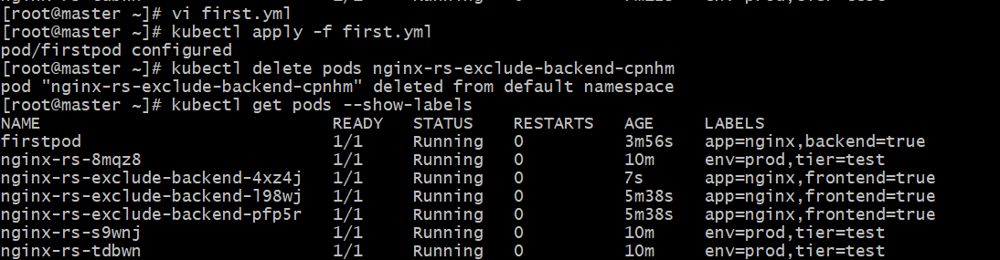 [root@master ~]# vi first.yml
[root@master ~]# kubectl apply -f first.yml
pod/firstpod configured
[root@master ~]# kubectl delete pods nginx-rs-exclude-backend-cpnhm
pod "nginx-rs-exclude-backend-cpnhm" deleted from default namespace
[root@master ~]# kubectl get pods --show-labels
NAME READY STATUS RESTARTS AGE LABELS
firstpod 1/1 Running 0 3m56s app=nginx,backend=true
nginx-rs-8mqz8 1/1 Running 0 10m env=prod,tier=test
nginx-rs-exclude-backend-4xz4j 1/1 Running 0 7s app=nginx,frontend=true
nginx-rs-exclude-backend-l98wj 1/1 Running 0 5m38s app=nginx,frontend=true
nginx-rs-exclude-backend-pfp5r 1/1 Running 0 5m38s app=nginx,frontend=true
nginx-rs-s9wnj 1/1 Running 0 10m env=prod,tier=test
nginx-rs-tdbwn 1/1 Running 0 10m env=prod,tier=test